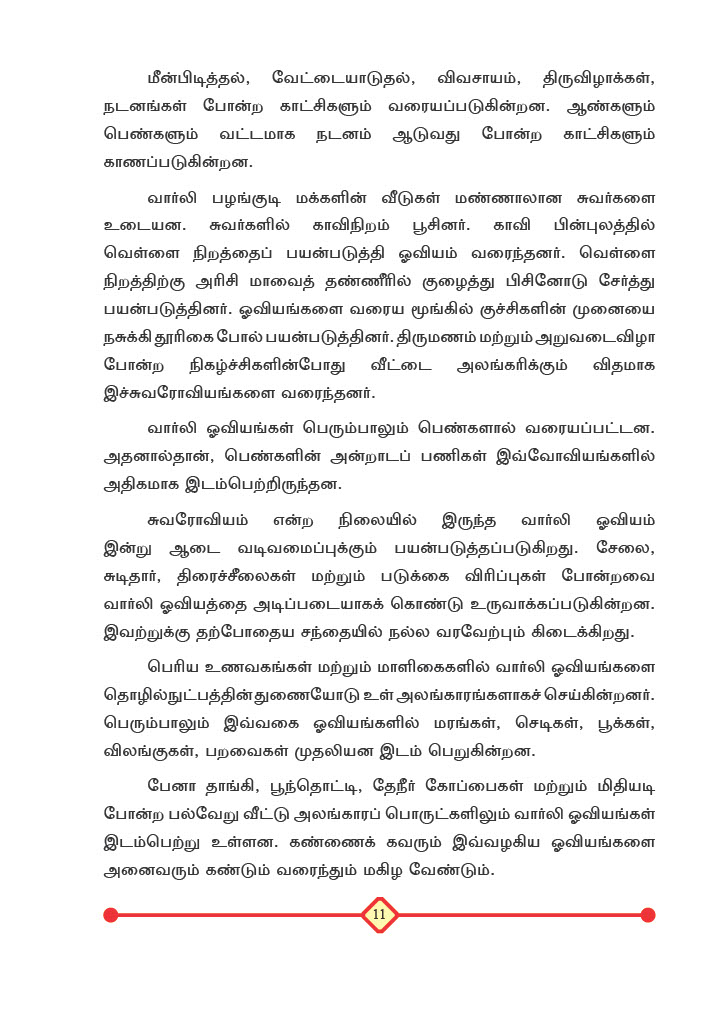 மீன்பிடித்தல், வேட்டையாடுதல், விவசாயம், திருவிழாக்கள்,
நடனங்கள் போன்ற காட்சிகளும் வரையப்படுகின்றன. ஆண்களும்
பெண்களும் வட்டமாக நடனம் ஆடுவது போன்ற காட்சிகளும்
காணப்படுகின்றன.
வார்லி பழங்குடி மக்களின் வீடுகள் மண்ணாலான சுவர்களை
உடையன. சுவர்களில் காவிநிறம் பூசினர். காவி பின்புலத்தில்
வெள்ளை நிறத்தைப் பயன்படுத்தி ஓவியம் வரைந்தனர். வெள்ளை
நிறத்திற்கு அரிசி மாவைத் தண்ணீரில் குழைத்து பிசினோடு சேர்த்து
பயன்படுத்தினர். ஓவியங்களை வரைய மூங்கில் குச்சிகளின் முனையை
நசுக்கி தூரிகை போல் பயன்படுத்தினர். திருமணம் மற்றும் அறுவடைவிழா
போன்ற நிகழ்ச்சிகளின்போது வீட்டை அலங்கரிக்கும் விதமாக
இச்சுவரோவியங்களை வரைந்தனர்.
வார்லி ஓவியங்கள் பெரும்பாலும் பெண்களால் வரையப்பட்டன.
அதனால்தான், பெண்களின் அன்றாடப் பணிகள் இவ்வோவியங்களில்
அதிகமாக இடம்பெற்றிருந்தன.
சுவரோவியம் என்ற நிலையில் இருந்த வார்லி ஓவியம்
இன்று ஆடை வடிவமைப்புக்கும் பயன்படுத்தப்படுகிறது. சேலை,
சுடிதார், திரைச்சீலைகள் மற்றும் படுக்கை விரிப்புகள் போன்றவை
வார்லி ஓவியத்தை அடிப்படையாகக் கொண்டு உருவாக்கப்படுகின்றன.
இவற்றுக்கு தற்போதைய சந்தையில் நல்ல வரவேற்பும் கிடைக்கிறது.
பெரிய உணவகங்கள் மற்றும் மாளிகைகளில் வார்லி ஓவியங்களை
தொழில்நுட்பத்தின் துணையோடு உள் அலங்காரங்களாகச் செய்கின்றனர்.
பெரும்பாலும் இவ்வகை ஓவியங்களில் மரங்கள், செடிகள், பூக்கள்,
விலங்குகள், பறவைகள் முதலியன இடம் பெறுகின்றன.
பேனா தாங்கி, பூந்தொட்டி, தேநீர் கோப்பைகள் மற்றும் மிதியடி
போன்ற பல்வேறு வீட்டு அலங்காரப் பொருட்களிலும் வார்லி ஓவியங்கள்
இடம்பெற்று உள்ளன. கண்ணைக் கவரும் இவ்வழகிய ஓவியங்களை
அனைவரும் கண்டும் வரைந்தும் மகிழ வேண்டும்.
11